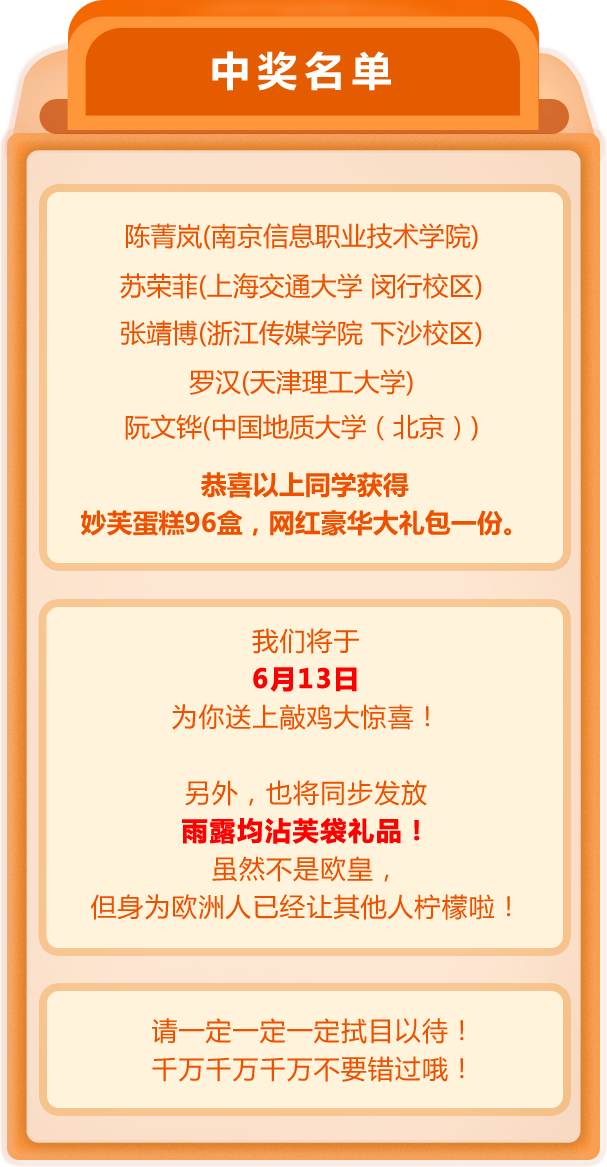 中奖名单
陈菁岚(南京信息职业技术学院)
苏荣菲(上海交通大学 闵行校区)
张靖博(浙江传媒学院 下沙校区)
罗汉(天津理工大学)
阮文铧(中国地质大学（北京）)
恭喜以上同学获得
妙芙蛋糕96盒，网红豪华大礼包一份。
我们将于
6月13日
为你送上敲鸡大惊喜！
另外，也将同步发放
雨露均沾芙袋礼品！
虽然不是欧皇，
但身为欧洲人已经让其他人柠檬啦！
请一定一定一定拭目以待！
千万千万千万不要错过哦！